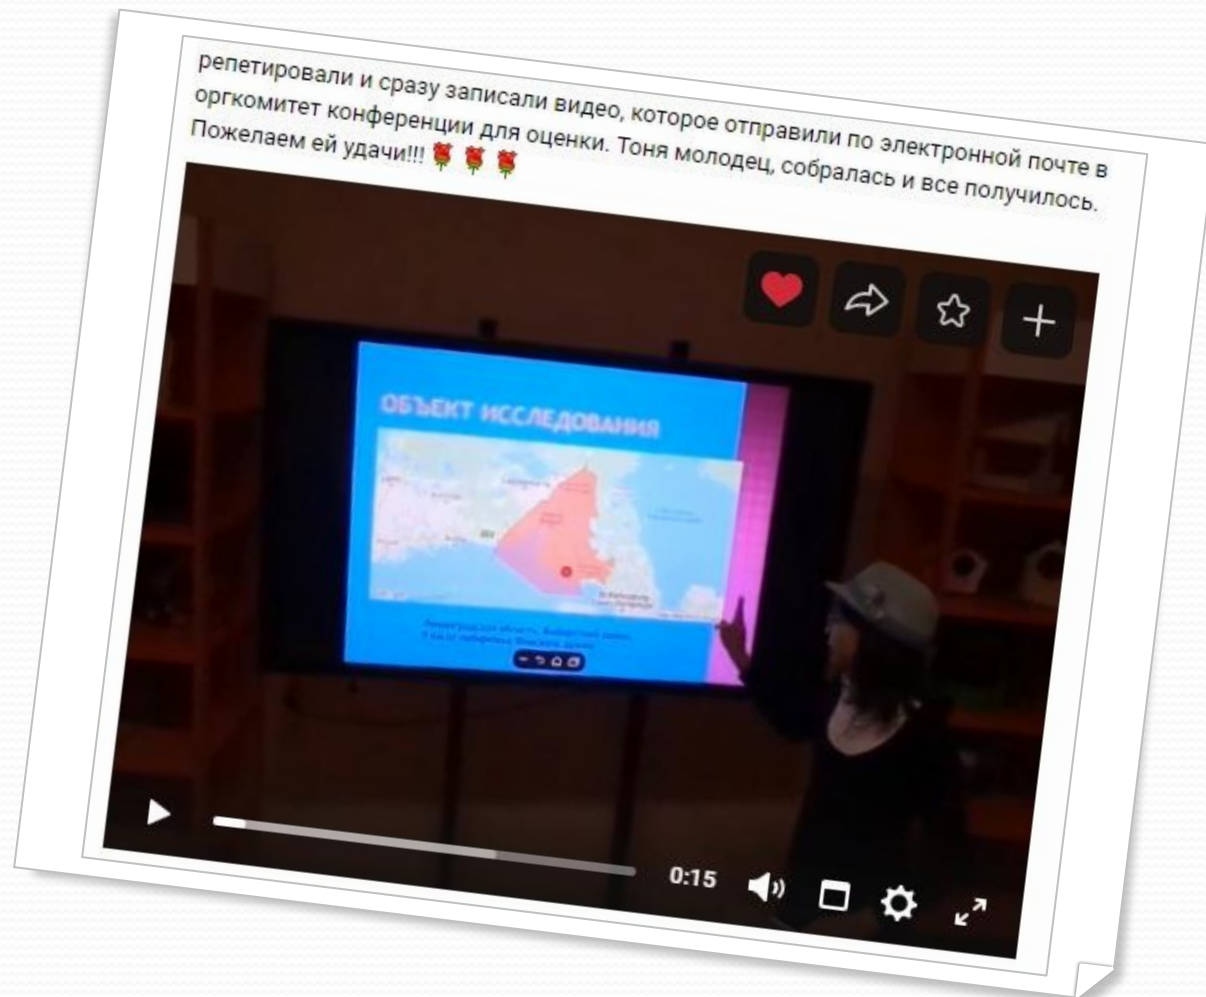 репетировали и сразу записали видео, которое отправили по электронной почте в
оргкомитет конференции для оценки. Тоня молодец, собралась и все получилось.
Пожелаем ей удачи!!!
ОБЪЕКТ ИССЛЕДОВАНИЯ
0:15